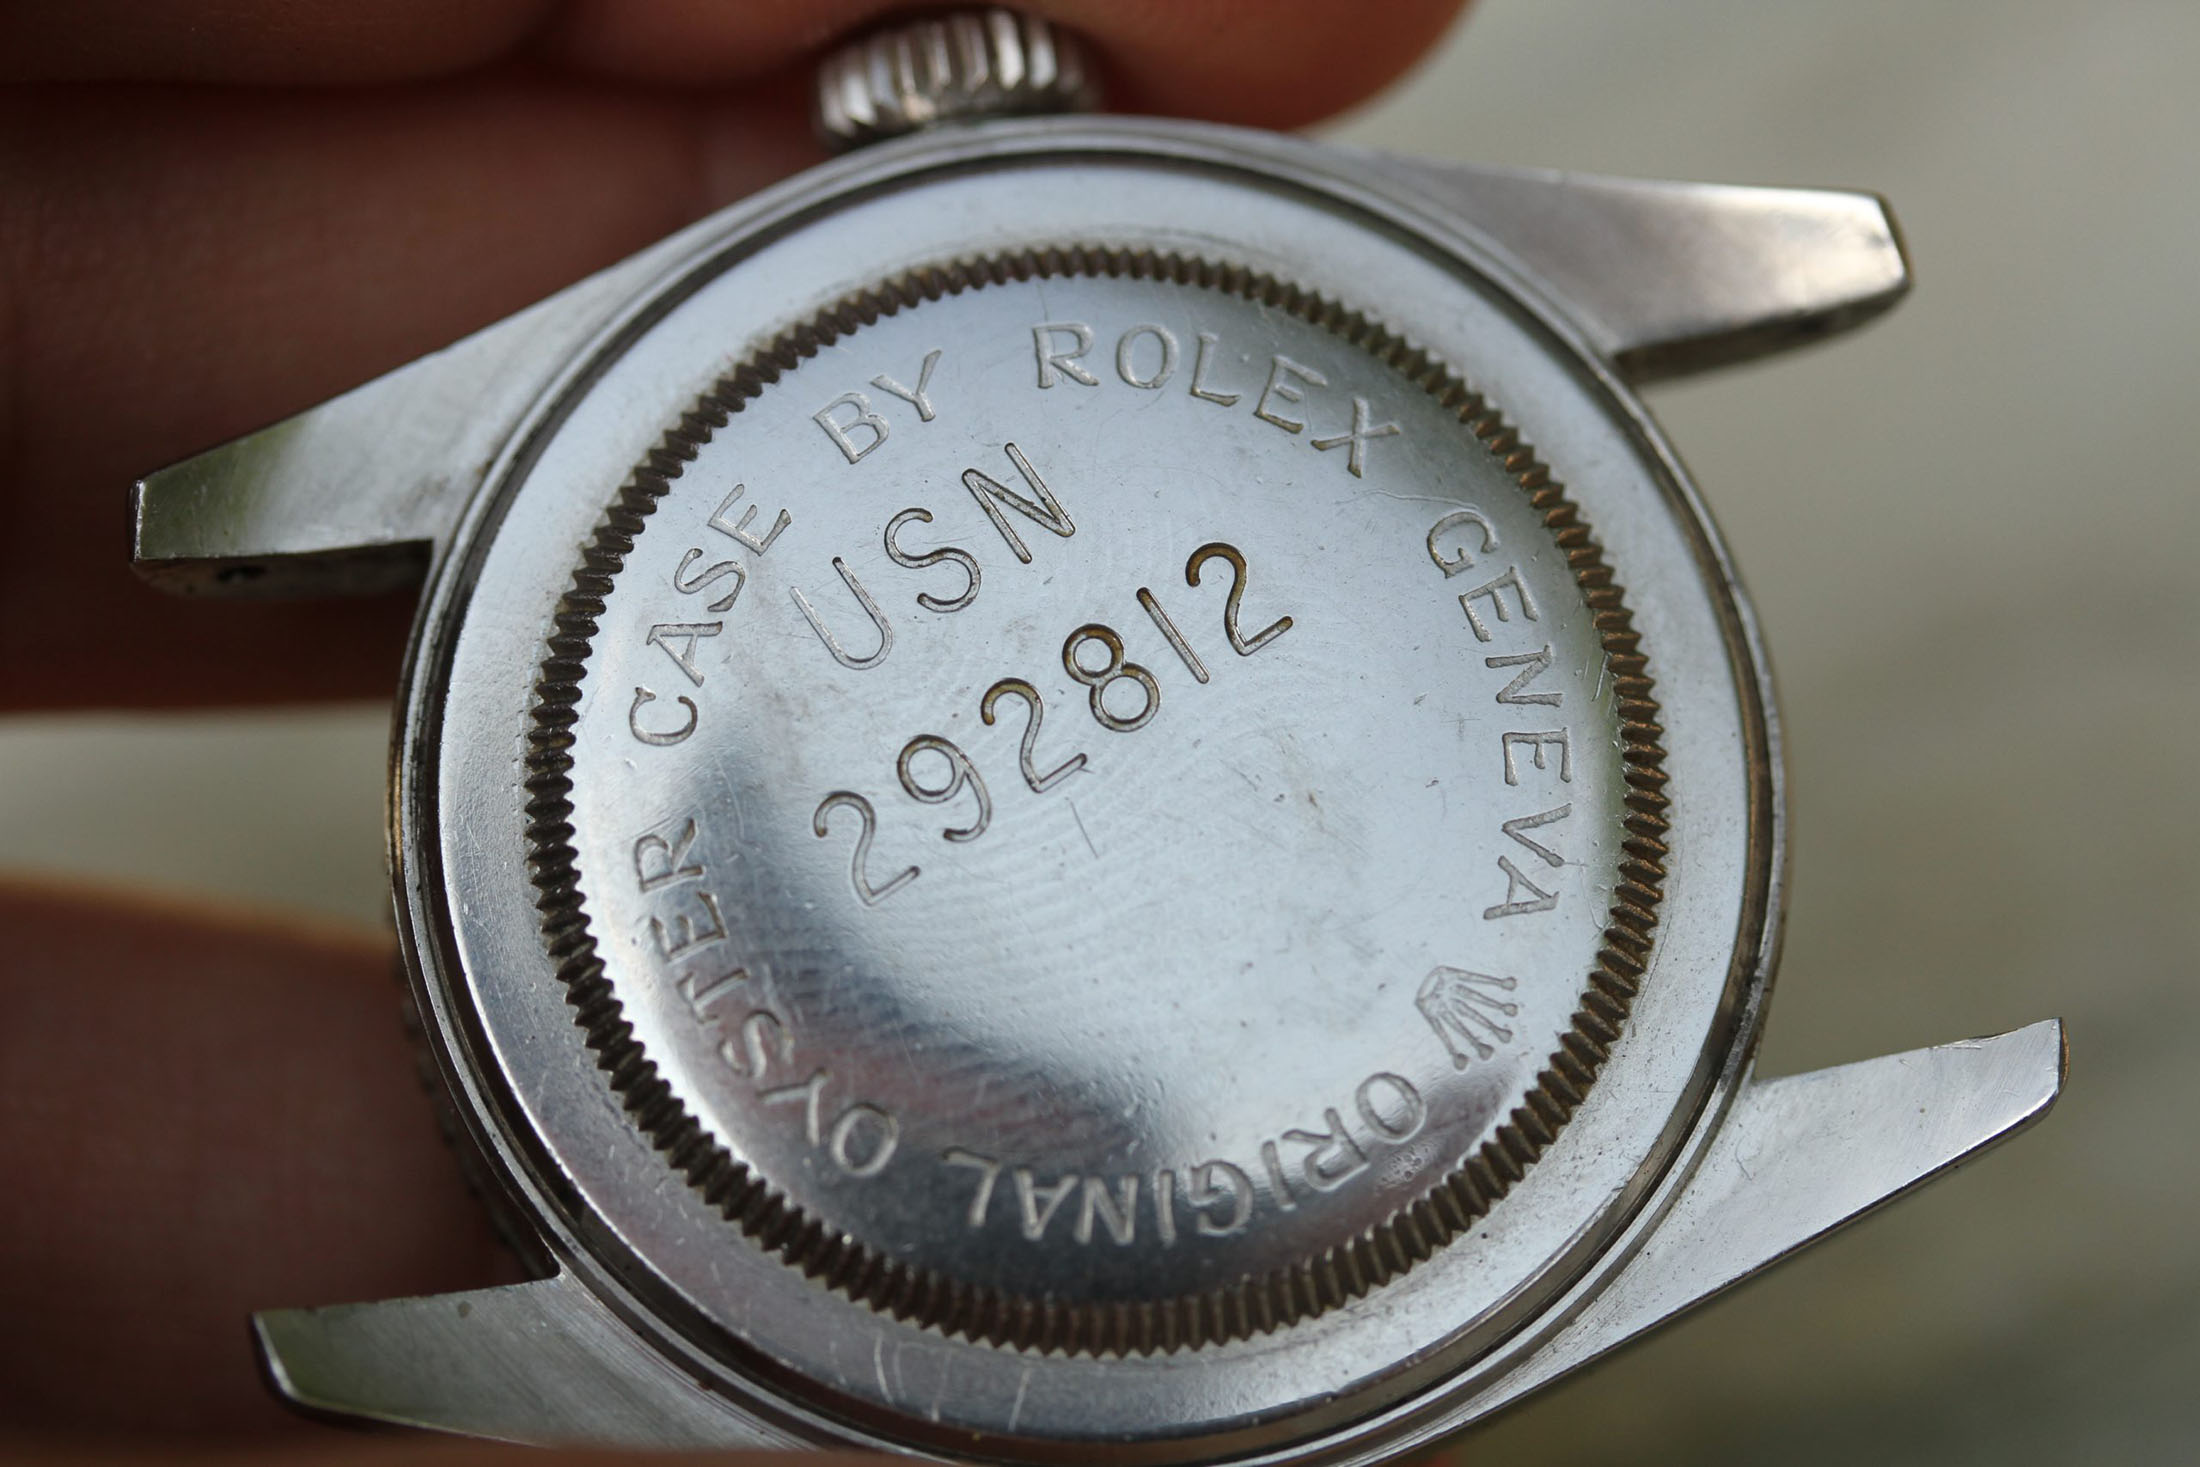 ORIGINAL OYSTER CASE BY ROLEX GENEVA
USN
292812